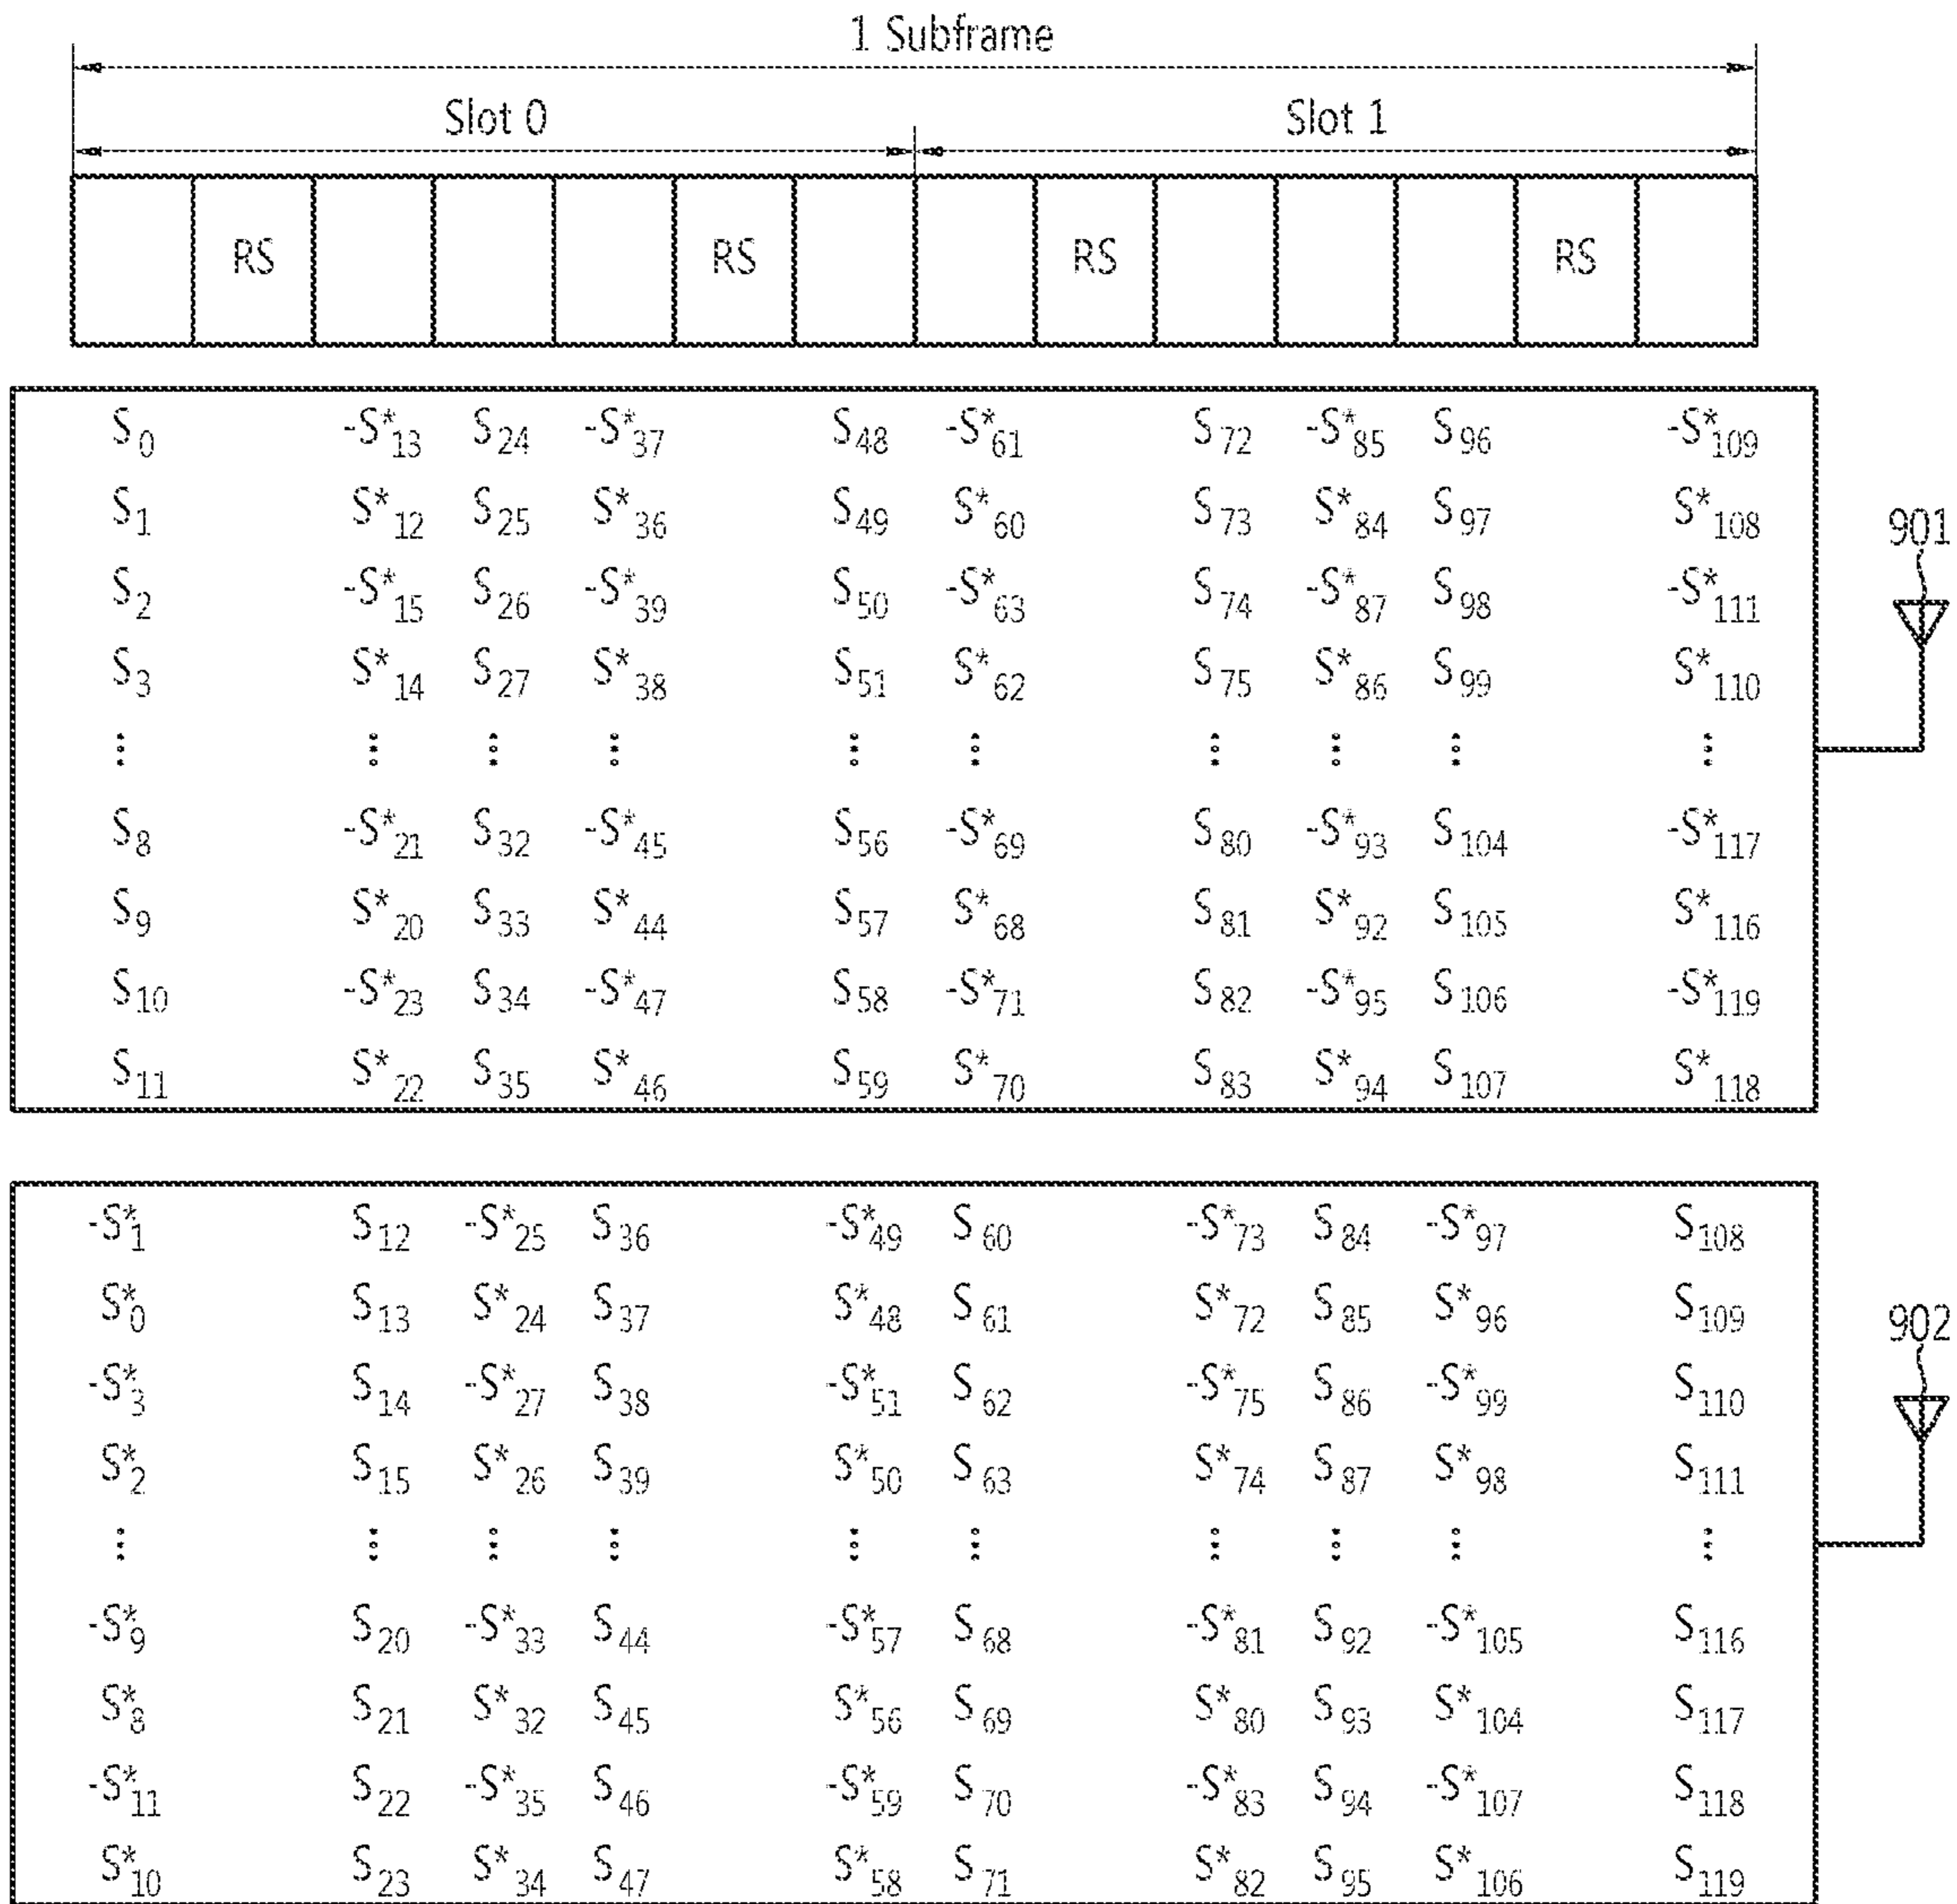 1 Subframe
Slot 0 Slot 1
RS RS RS RS
S0 -S*13 S24 -S*37 S48 -S*61 S72 -S*85 S96 -S*109
S1 S*12 S25 S*36 S49 S*60 S73 S*84 S97 S*108
901
S2 -S*15 S26 -S*39 S50 -S*63 S74 -S*87 S98 -S*111
S3 S*14 S27 S*38 S51 S*62 S75 S*86 S99 S*110
... ... ... ... ... ... ... ... ... ...
S8 -S*21 S32 -S*45 S56 -S*69 S80 -S*93 S104 -S*117
S9 S*20 S33 S*44 S57 S*68 S81 S*92 S105 S*116
S10 -S*23 S34 -S*47 S58 -S*71 S82 -S*95 S106 -S*119
S11 S*22 S35 S*46 S59 S*70 S83 S*94 S107 S*118
-S*1 S12 -S*25 S36 -S*49 S60 -S*73 S84 -S*97 S108
S*0 S13 S*24 S37 S*48 S61 S*72 S85 S*96 S109
902
-S*3 S14 -S*27 S38 -S*51 S62 -S*75 S86 -S*99 S110
S*2 S15 S*26 S39 S*50 S63 S*74 S87 S*98 S111
... ... ... ... ... ... ... ... ... ...
-S*9 S20 -S*33 S44 -S*57 S68 -S*81 S92 -S*105 S116
S*8 S21 S*32 S45 S*56 S69 S*80 S93 S*104 S117
-S*11 S22 -S*35 S46 -S*59 S70 -S*83 S94 -S*107 S118
S*10 S23 S*34 S47 S*58 S71 S*82 S95 S*106 S119